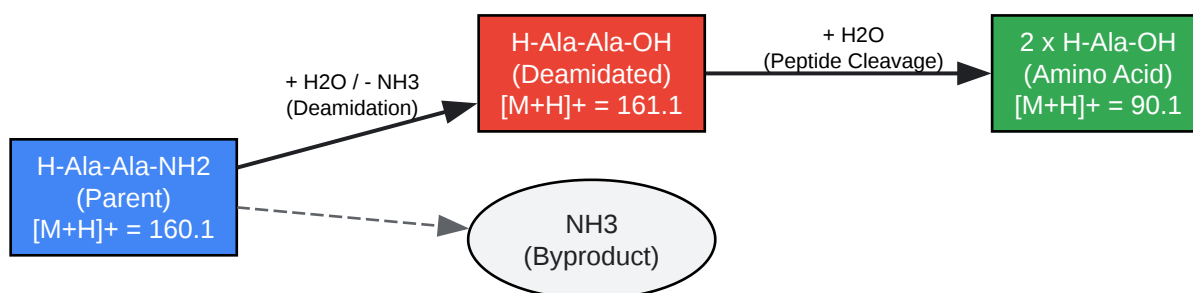 H-Ala-Ala-NH2
(Parent)
[M+H]+ = 160.1
+ H2O / - NH3
(Deamidation)
H-Ala-Ala-OH
(Deamidated)
[M+H]+ = 161.1
NH3
(Byproduct)
+ H2O
(Peptide Cleavage)
2 x H-Ala-OH
(Amino Acid)
[M+H]+ = 90.1